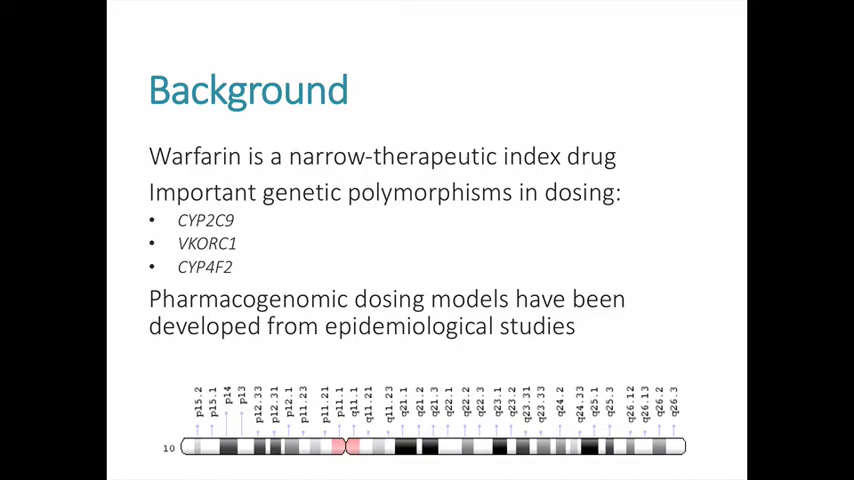 Background
Warfarin is a narrow-therapeutic index drug
Important genetic polymorphisms in dosing:
• CYP2C9
• VKORC1
• CYP4F2
Pharmacogenomic dosing models have been
developed from epidemiological studies
p15.2 p15.1 p14 p13 p12.33 p12.31 p12.1 p11.23 p11.21 p11.1 q11.1 q11.21 q11.23 q21.1 q21.2 q21.3 q22.1 q22.2 q22.3 q23.1 q23.2 q23.31 q23.33 q24.2 q24.33 q25.1 q25.3 q26.12 q26.13 q26.2 q26.3
10